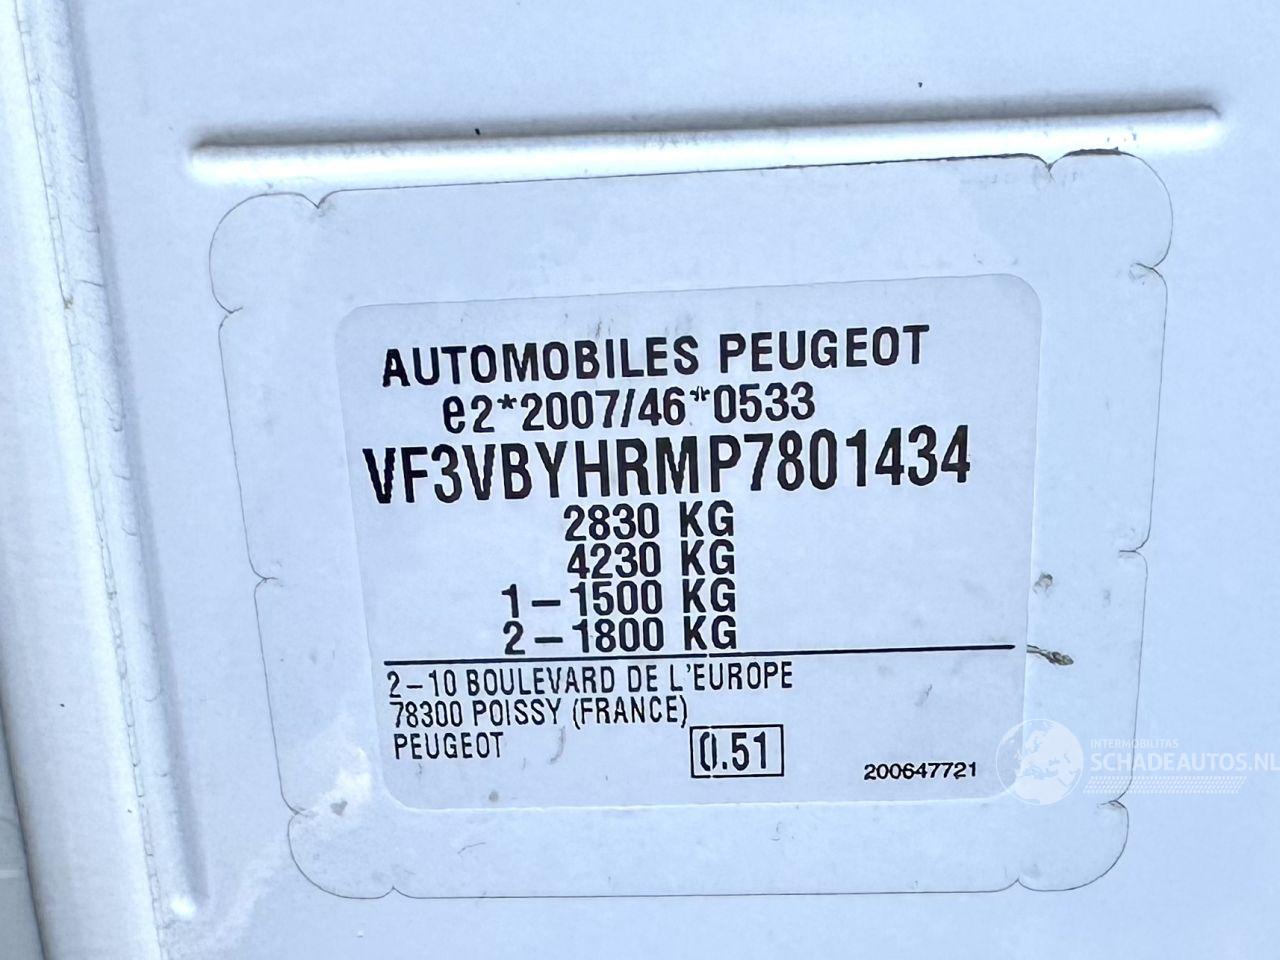 AUTOMOBILES PEUGEOT
e2*2007/46*0533
VF3VBYHRMP7801434
2830 KG
4230 KG
1-1500 KG
2-1800 KG
2-10 BOULEVARD DE L'EUROPE
78300 POISSY (FRANCE)
PEUGEOT
0.51
200647721
INTERMOBILITAS
SCHADEAUTOS.NL